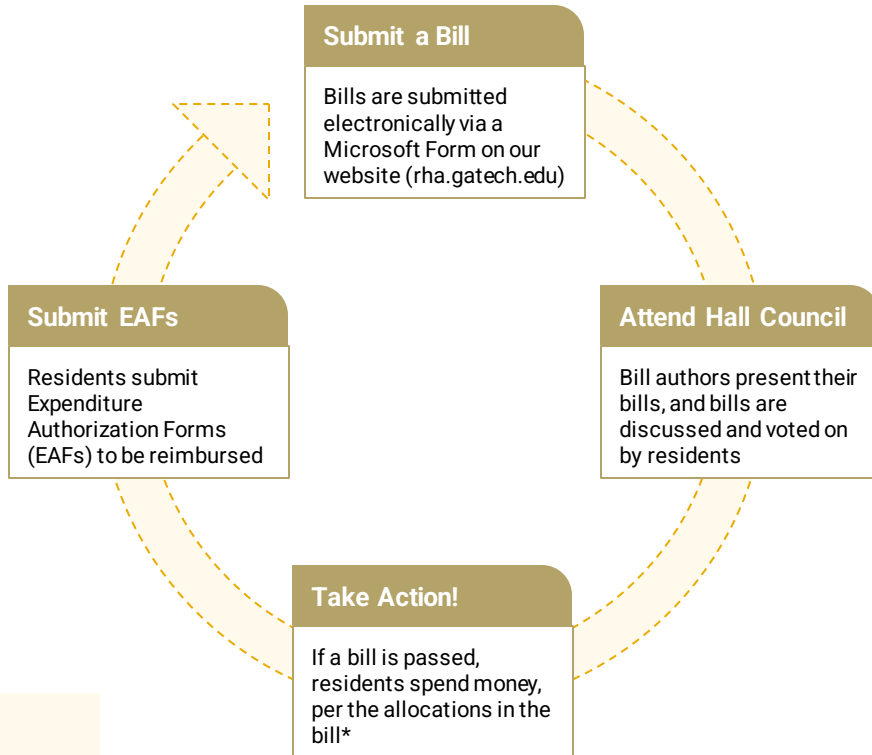 Submit a Bill
Bills are submitted
electronically via a
Microsoft Form on our
website (rha.gatech.edu)
Attend Hall Council
Bill authors present their
bills, and bills are
discussed and voted on
by residents
Take Action!
If a bill is passed,
residents spend money,
per the allocations in the
bill*
Submit EAFs
Residents submit
Expenditure
Authorization Forms
(EAFs) to be reimbursed